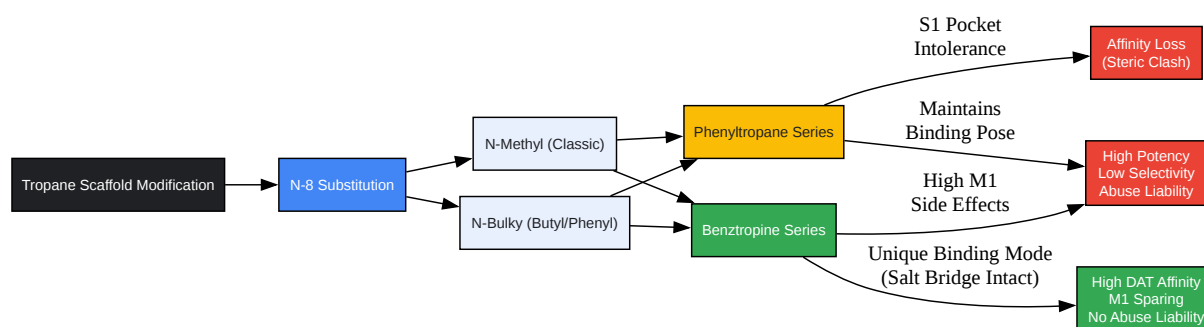 Tropane Scaffold Modification
N-8 Substitution
N-Methyl (Classic)
N-Bulky (Butyl/Phenyl)
Phenyltropane Series
Benztropine Series
S1 Pocket
Intolerance
Maintains
Binding Pose
High M1
Side Effects
Unique Binding Mode
(Salt Bridge Intact)
Affinity Loss
(Steric Clash)
High Potency
Low Selectivity
Abuse Liability
High DAT Affinity
M1 Sparing
No Abuse Liability